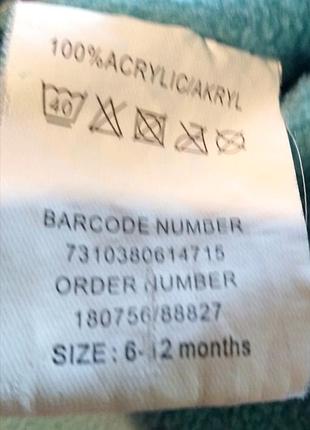 100%ACRYLIC/AKRYL
40
BARCODE NUMBER
7310380614715
ORDER NUMBER
180756/88827
SIZE: 6-12 months